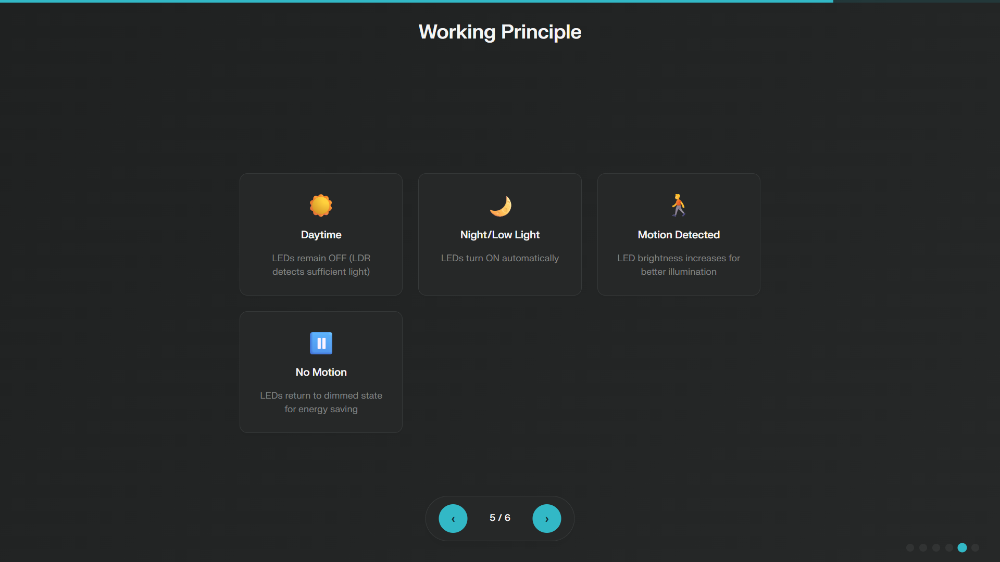 Working Principle
Daytime
LEDs remain OFF (LDR
detects sufficient light)
Night/Low Light
LEDs turn ON automatically
Motion Detected
LED brightness increases for
better illumination
No Motion
LEDs return to dimmed state
for energy saving
‹
5 / 6
›